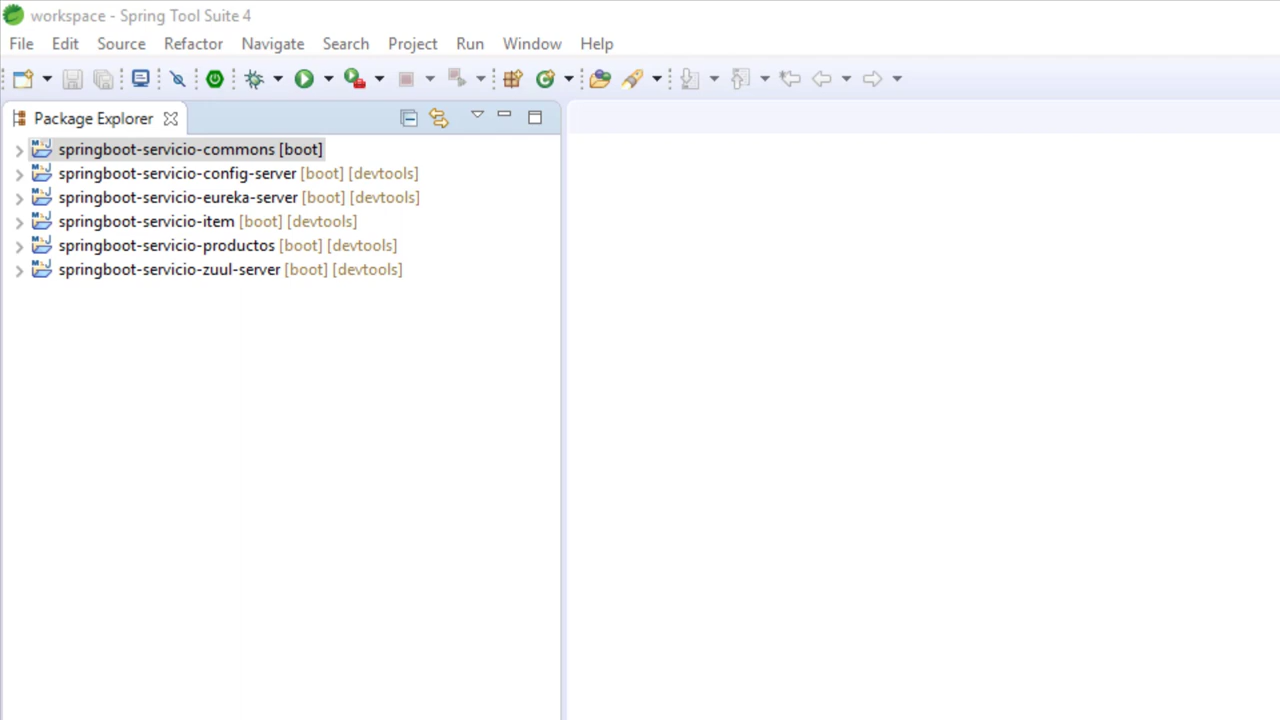 workspace - Spring Tool Suite 4
File Edit Source Refactor Navigate Search Project Run Window Help
Package Explorer
springboot-servicio-commons [boot]
springboot-servicio-config-server [boot] [devtools]
springboot-servicio-eureka-server [boot] [devtools]
springboot-servicio-item [boot] [devtools]
springboot-servicio-productos [boot] [devtools]
springboot-servicio-zuul-server [boot] [devtools]